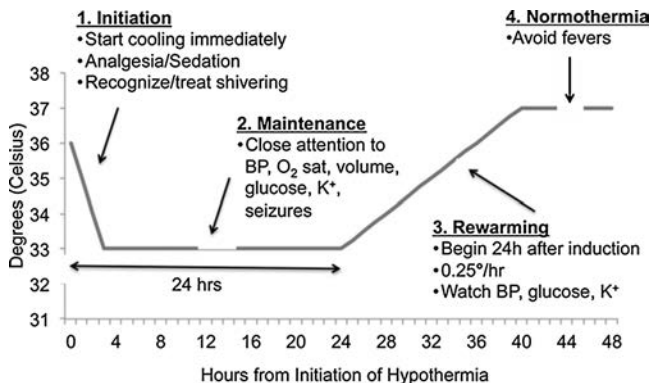 1. Initiation
•Start cooling immediately
•Analgesia/Sedation
•Recognize/treat shivering
4. Normothermia
•Avoid fevers
2. Maintenance
•Close attention to
BP, O₂ sat, volume,
glucose, K⁺,
seizures
3. Rewarming
•Begin 24h after induction
•0.25°/hr
•Watch BP, glucose, K⁺
24 hrs
Degrees (Celsius)
38
37
36
35
34
33
32
31
0 4 8 12 16 20 24 28 32 36 40 44 48
Hours from Initiation of Hypothermia